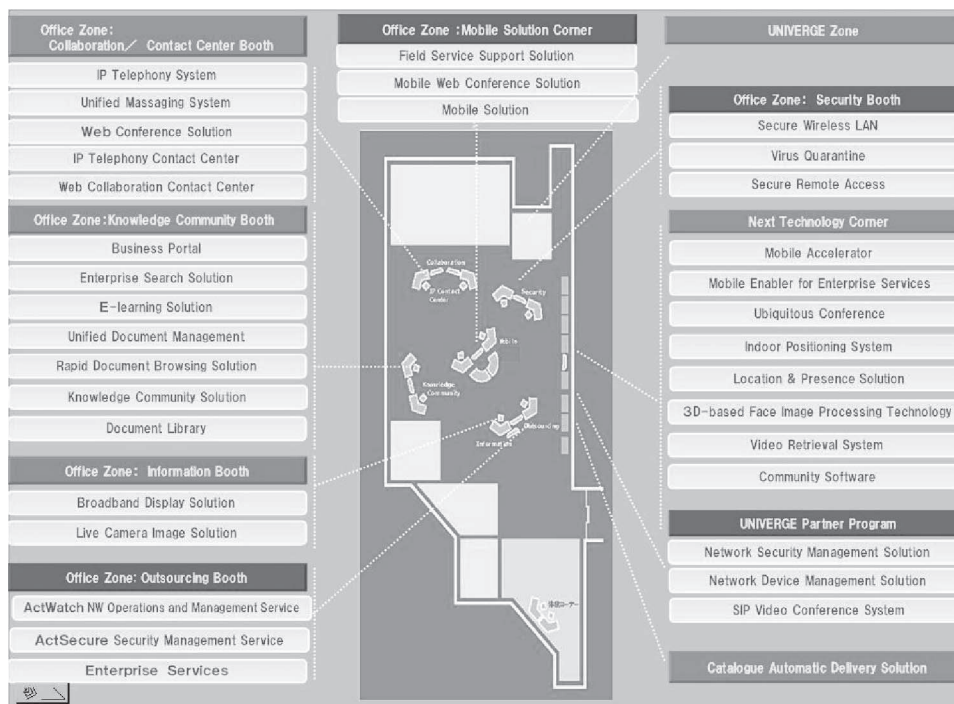 Office Zone:
Collaboration／ Contact Center Booth
IP Telephony System
Unified Massaging System
Web Conference Solution
IP Telephony Contact Center
Web Collaboration Contact Center
Office Zone:Knowledge Community Booth
Business Portal
Enterprise Search Solution
E-learning Solution
Unified Document Management
Rapid Document Browsing Solution
Knowledge Community Solution
Document Library
Office Zone: Information Booth
Broadband Display Solution
Live Camera Image Solution
Office Zone: Outsourcing Booth
ActWatch NW Operations and Management Service
ActSecure Security Management Service
Enterprise Services
Office Zone :Mobile Solution Corner
Field Service Support Solution
Mobile Web Conference Solution
Mobile Solution
Collaboration
IP Contact
Center
Security
Mobile
Knowledge
Community
Outsourcing
Information
UNIVERGE Zone
Office Zone: Security Booth
Secure Wireless LAN
Virus Quarantine
Secure Remote Access
Next Technology Corner
Mobile Accelerator
Mobile Enabler for Enterprise Services
Ubiquitous Conference
Indoor Positioning System
Location & Presence Solution
3D-based Face Image Processing Technology
Video Retrieval System
Community Software
UNIVERGE Partner Program
Network Security Management Solution
Network Device Management Solution
SIP Video Conference System
Catalogue Automatic Delivery Solution